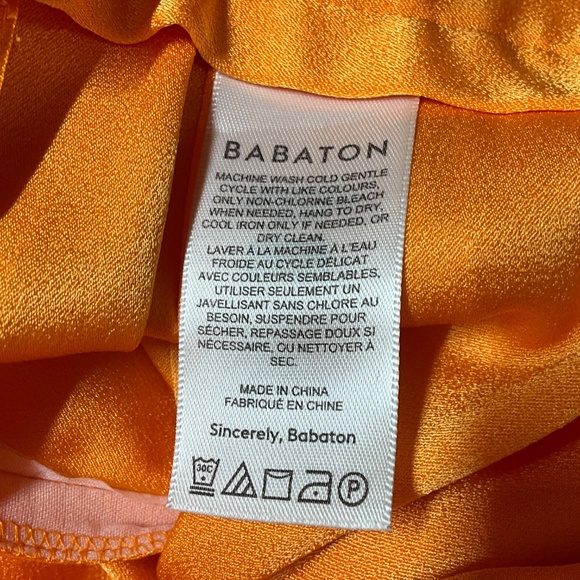 BABATON
MACHINE WASH COLD GENTLE
CYCLE WITH LIKE COLOURS,
ONLY NON-CHLORINE BLEACH
WHEN NEEDED, HANG TO DRY,
COOL IRON ONLY IF NEEDED, OR
DRY CLEAN.
LAVER À LA MACHINE À L'EAU
FROIDE AU CYCLE DÉLICAT
AVEC COULEURS SEMBLABLES,
UTILISER SEULEMENT UN
JAVELLISANT SANS CHLORE AU
BESOIN, SUSPENDRE POUR
SÉCHER, REPASSAGE DOUX SI
NÉCESSAIRE, OU NETTOYER À
SEC.
MADE IN CHINA
FABRIQUÉ EN CHINE
Sincerely, Babaton
30C P